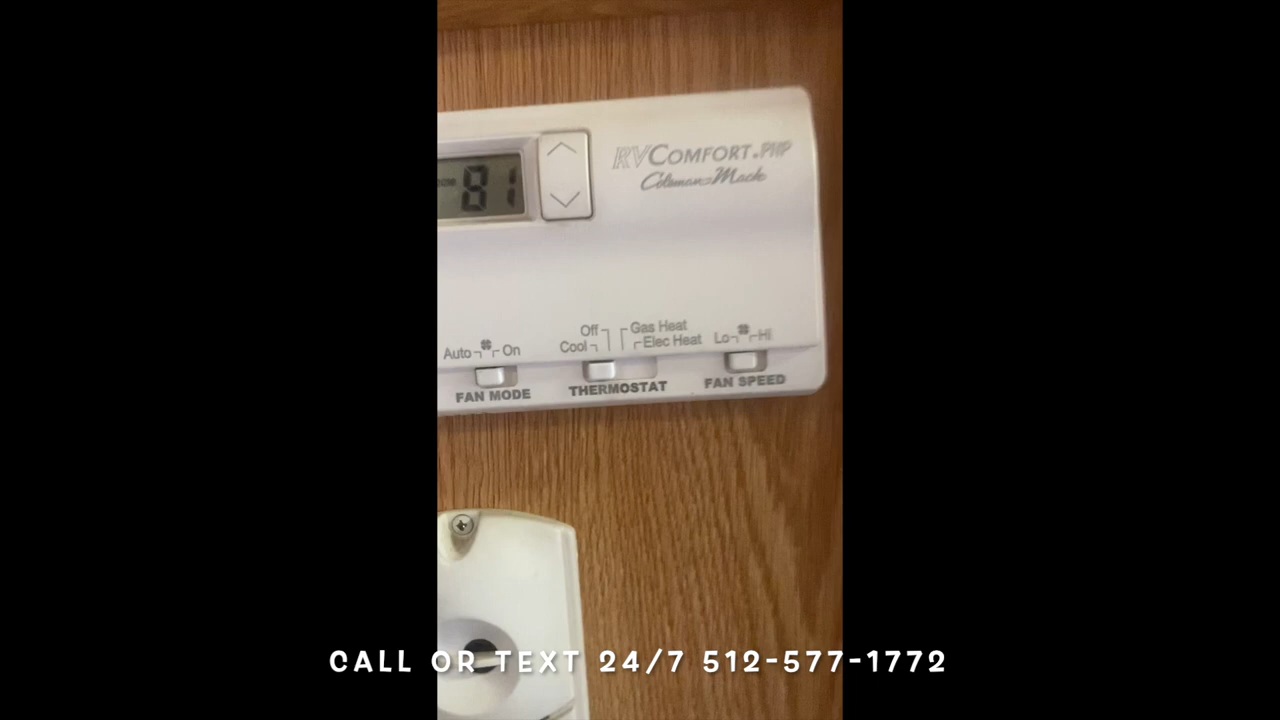 RVCOMFORT.PHP
Coleman-Mach
81
Off Gas Heat
Cool Elec Heat
Lo HI
Auto On
FAN MODE THERMOSTAT FAN SPEED
CALL OR TEXT 24/7 512-577-1772